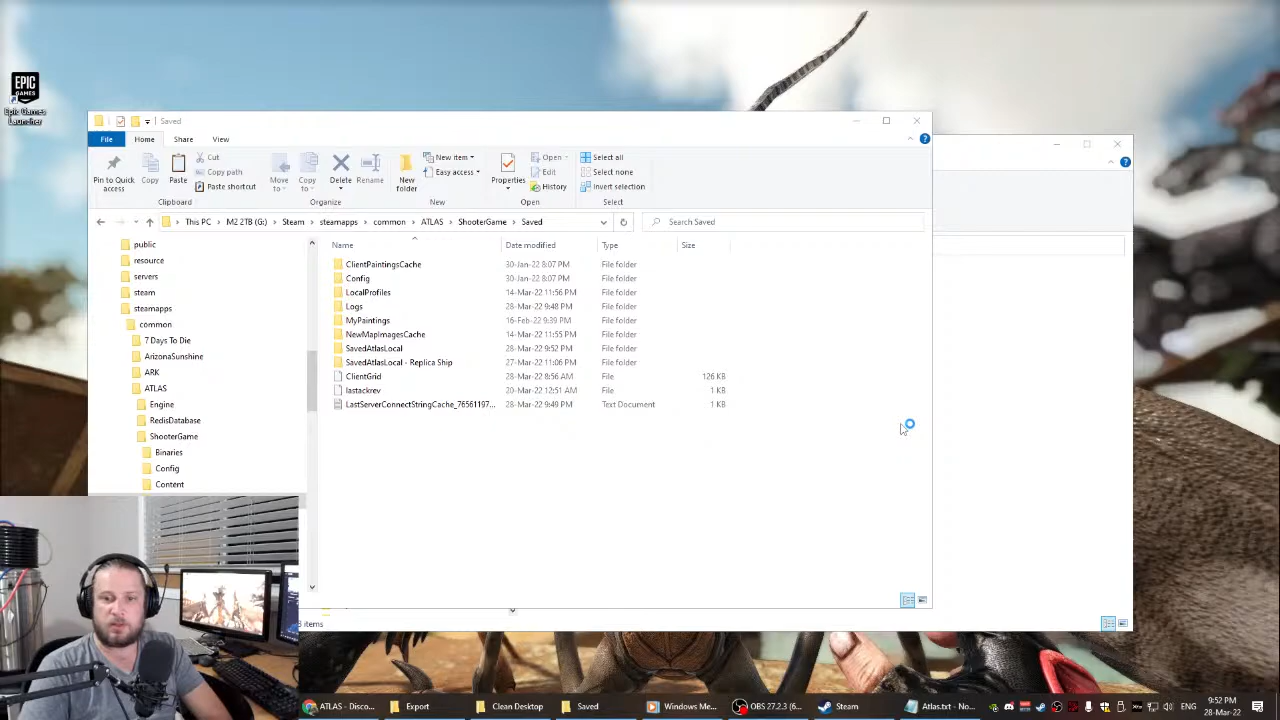 EPIC
GAMES
Epic Games
Launcher
Saved
File Home Share View
Pin to Quick
access
Copy
Paste
Cut
Copy path
Paste shortcut
Clipboard
Move
to
Copy
to
Delete
Rename
Organize
New
folder
New item
Easy access
New
Properties
Open
Edit
History
Open
Select all
Select none
Invert selection
Select
This PC > M2 2TB (G:) > Steam > steamapps > common > ATLAS > ShooterGame > Saved
Search Saved
public
resource
servers
steam
steamapps
common
7 Days To Die
ArizonaSunshine
ARK
ATLAS
Engine
RedisDatabase
ShooterGame
Binaries
Config
Content
Name Date modified Type Size
ClientPaintingsCache 30-Jan-22 8:07 PM File folder
Config 30-Jan-22 8:07 PM File folder
LocalProfiles 14-Mar-22 11:56 PM File folder
Logs 28-Mar-22 9:48 PM File folder
MyPaintings 16-Feb-22 9:39 PM File folder
NewMapImagesCache 14-Mar-22 11:55 PM File folder
SavedAtlasLocal 28-Mar-22 9:52 PM File folder
SavedAtlasLocal - Replica Ship 27-Mar-22 11:06 PM File folder
ClientGrid 28-Mar-22 8:56 AM File 126 KB
lastackrev 20-Mar-22 12:51 AM File 1 KB
LastServerConnectStringCache_76561197... 28-Mar-22 9:49 PM Text Document 1 KB
items
ATLAS - Disco... Export Clean Desktop Saved Windows Me... OBS 27.2.3 (6... Steam Atlas.txt - No... ENG
9:52 PM
28-Mar-22